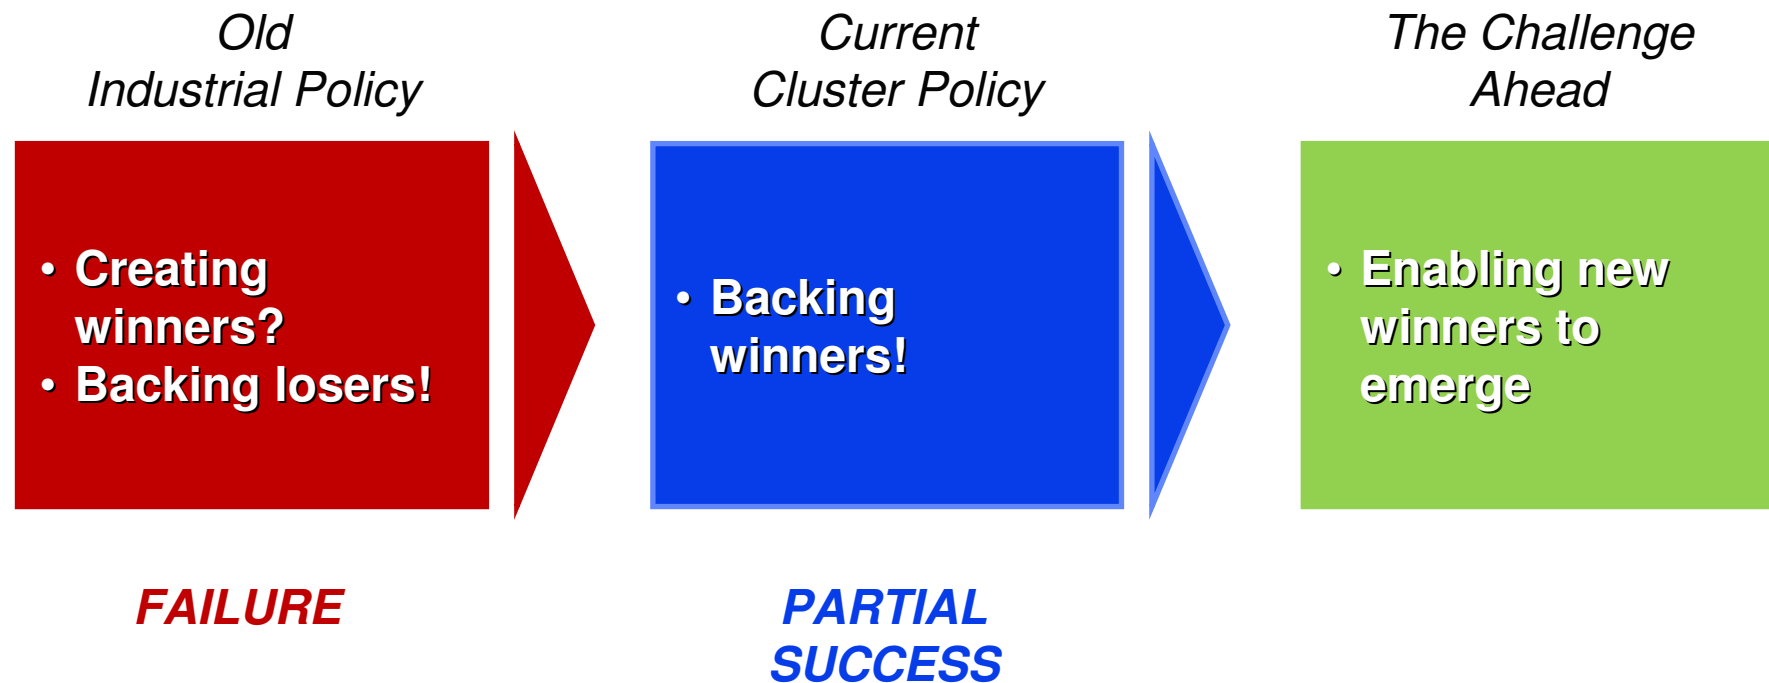 Old
Industrial Policy
• Creating
winners?
• Backing losers!
FAILURE
Current
Cluster Policy
• Backing
winners!
PARTIAL
SUCCESS
The Challenge
Ahead
• Enabling new
winners to
emerge